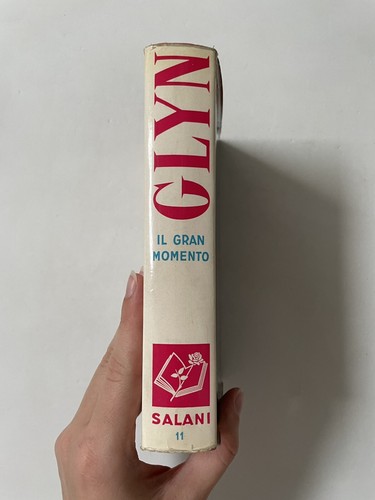 GLYN
IL GRAN
MOMENTO
SALANI
11